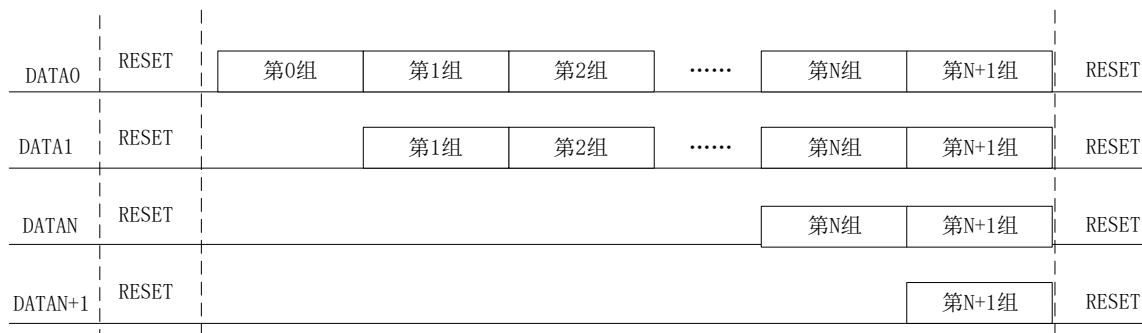 DATA0 RESET 第0组 第1组 第2组 …… 第N组 第N+1组 RESET
DATA1 RESET 第1组 第2组 …… 第N组 第N+1组 RESET
DATAN RESET 第N组 第N+1组 RESET
DATAN+1 RESET 第N+1组 RESET